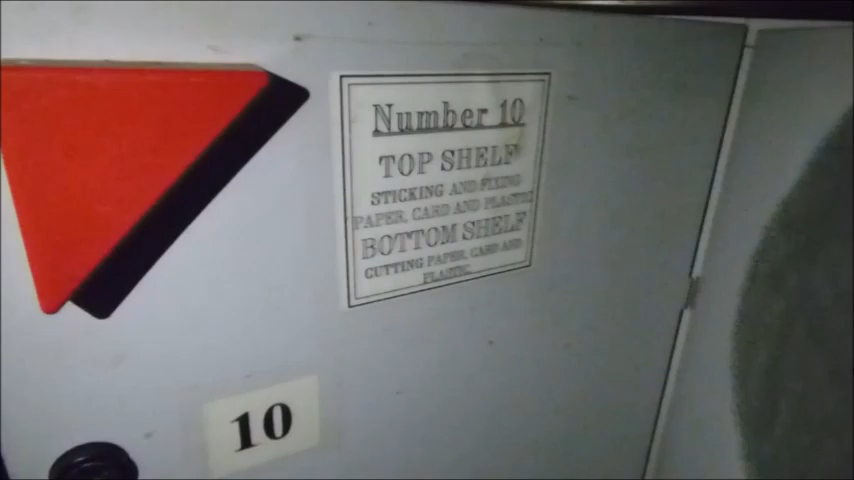 Number 10
TOP SHELF
STICKING AND FIXING
PAPER, CARD AND PLASTIC
BOTTOM SHELF
CUTTING PAPER, CARD AND
PLASTIC
10